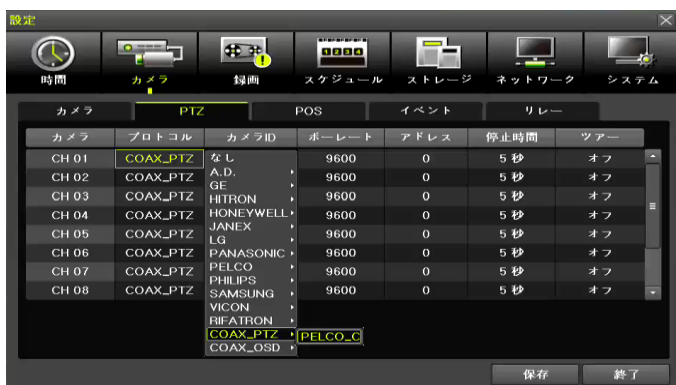 設定
時間 カメラ 録画 スケジュール ストレージ ネットワーク システム
カメラ PTZ POS イベント リレー
カメラ プロトコル カメラID ボーレート アドレス 停止時間 ツアー
CH 01 COAX_PTZ 9600 0 5 秒 オフ
CH 02 COAX_PTZ 9600 0 5 秒 オフ
CH 03 COAX_PTZ 9600 0 5 秒 オフ
CH 04 COAX_PTZ 9600 0 5 秒 オフ
CH 05 COAX_PTZ 9600 0 5 秒 オフ
CH 06 COAX_PTZ 9600 0 5 秒 オフ
CH 07 COAX_PTZ 9600 0 5 秒 オフ
CH 08 COAX_PTZ 9600 0 5 秒 オフ
なし
A.D.
GE
HITRON
HONEYWELL
JANEX
LG
PANASONIC
PELCO
PHILIPS
SAMSUNG
VICON
RIFATRON
COAX_PTZ PELCO_C
COAX_OSD
保存 終了